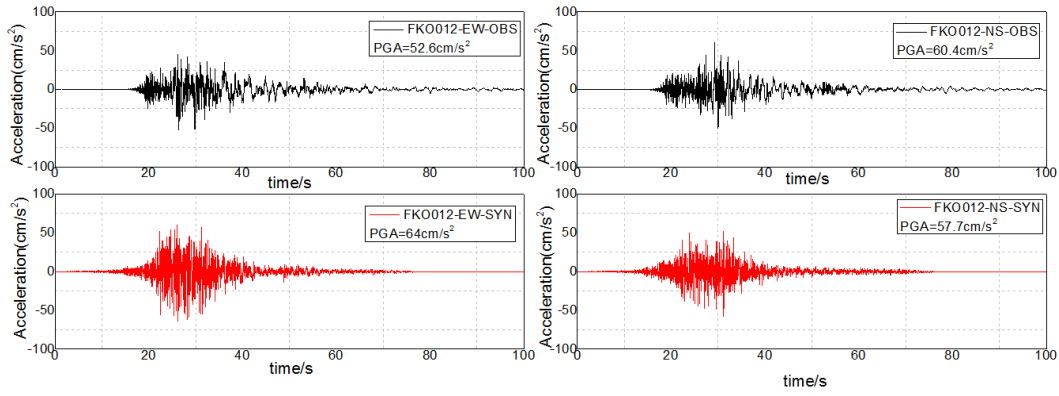 Acceleration(cm/s²)
100
50
0
-50
-100
FKO012-EW-OBS
PGA=52.6cm/s²
0 20 40 60 80 100
time/s
Acceleration(cm/s²)
100
50
0
-50
-100
FKO012-NS-OBS
PGA=60.4cm/s²
0 20 40 60 80 100
time/s
Acceleration(cm/s²)
100
50
0
-50
-100
FKO012-EW-SYN
PGA=64cm/s²
0 20 40 60 80 100
time/s
Acceleration(cm/s²)
100
50
0
-50
-100
FKO012-NS-SYN
PGA=57.7cm/s²
0 20 40 60 80 100
time/s